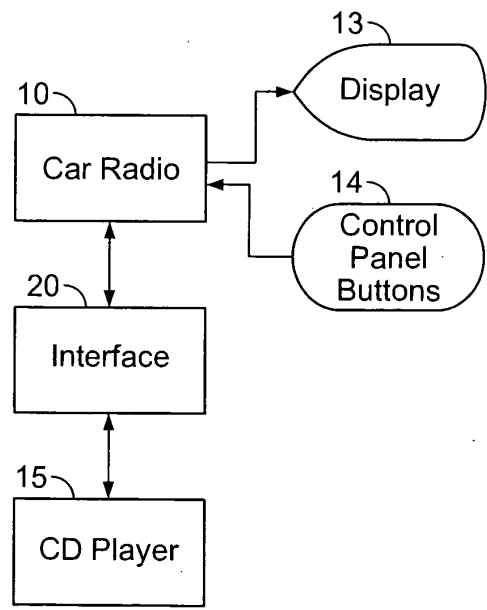 13
Display
10
Car Radio
14
Control
Panel
Buttons
20
Interface
15
CD Player